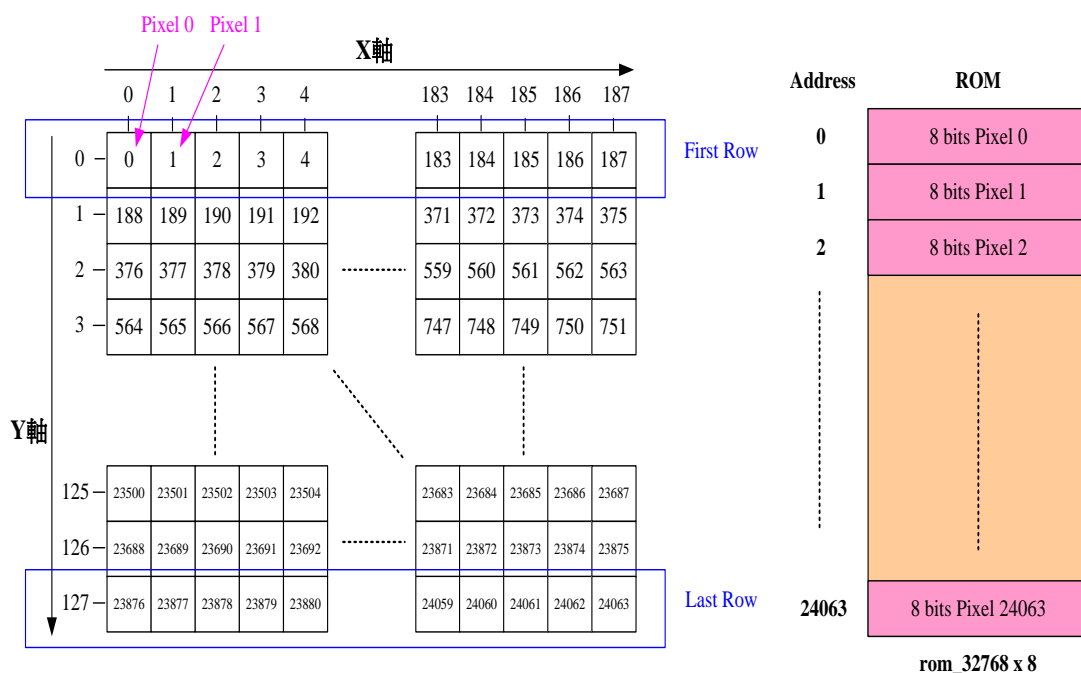 Pixel 0 Pixel 1
X軸
0 1 2 3 4 183 184 185 186 187
0 0 1 2 3 4 183 184 185 186 187 First Row
1 188 189 190 191 192 371 372 373 374 375
2 376 377 378 379 380 559 560 561 562 563
3 564 565 566 567 568 747 748 749 750 751
Y軸
125 23500 23501 23502 23503 23504 23683 23684 23685 23686 23687
126 23688 23689 23690 23691 23692 23871 23872 23873 23874 23875
127 23876 23877 23878 23879 23880 24059 24060 24061 24062 24063 Last Row
Address ROM
0 8 bits Pixel 0
1 8 bits Pixel 1
2 8 bits Pixel 2
24063 8 bits Pixel 24063
rom_32768 x 8